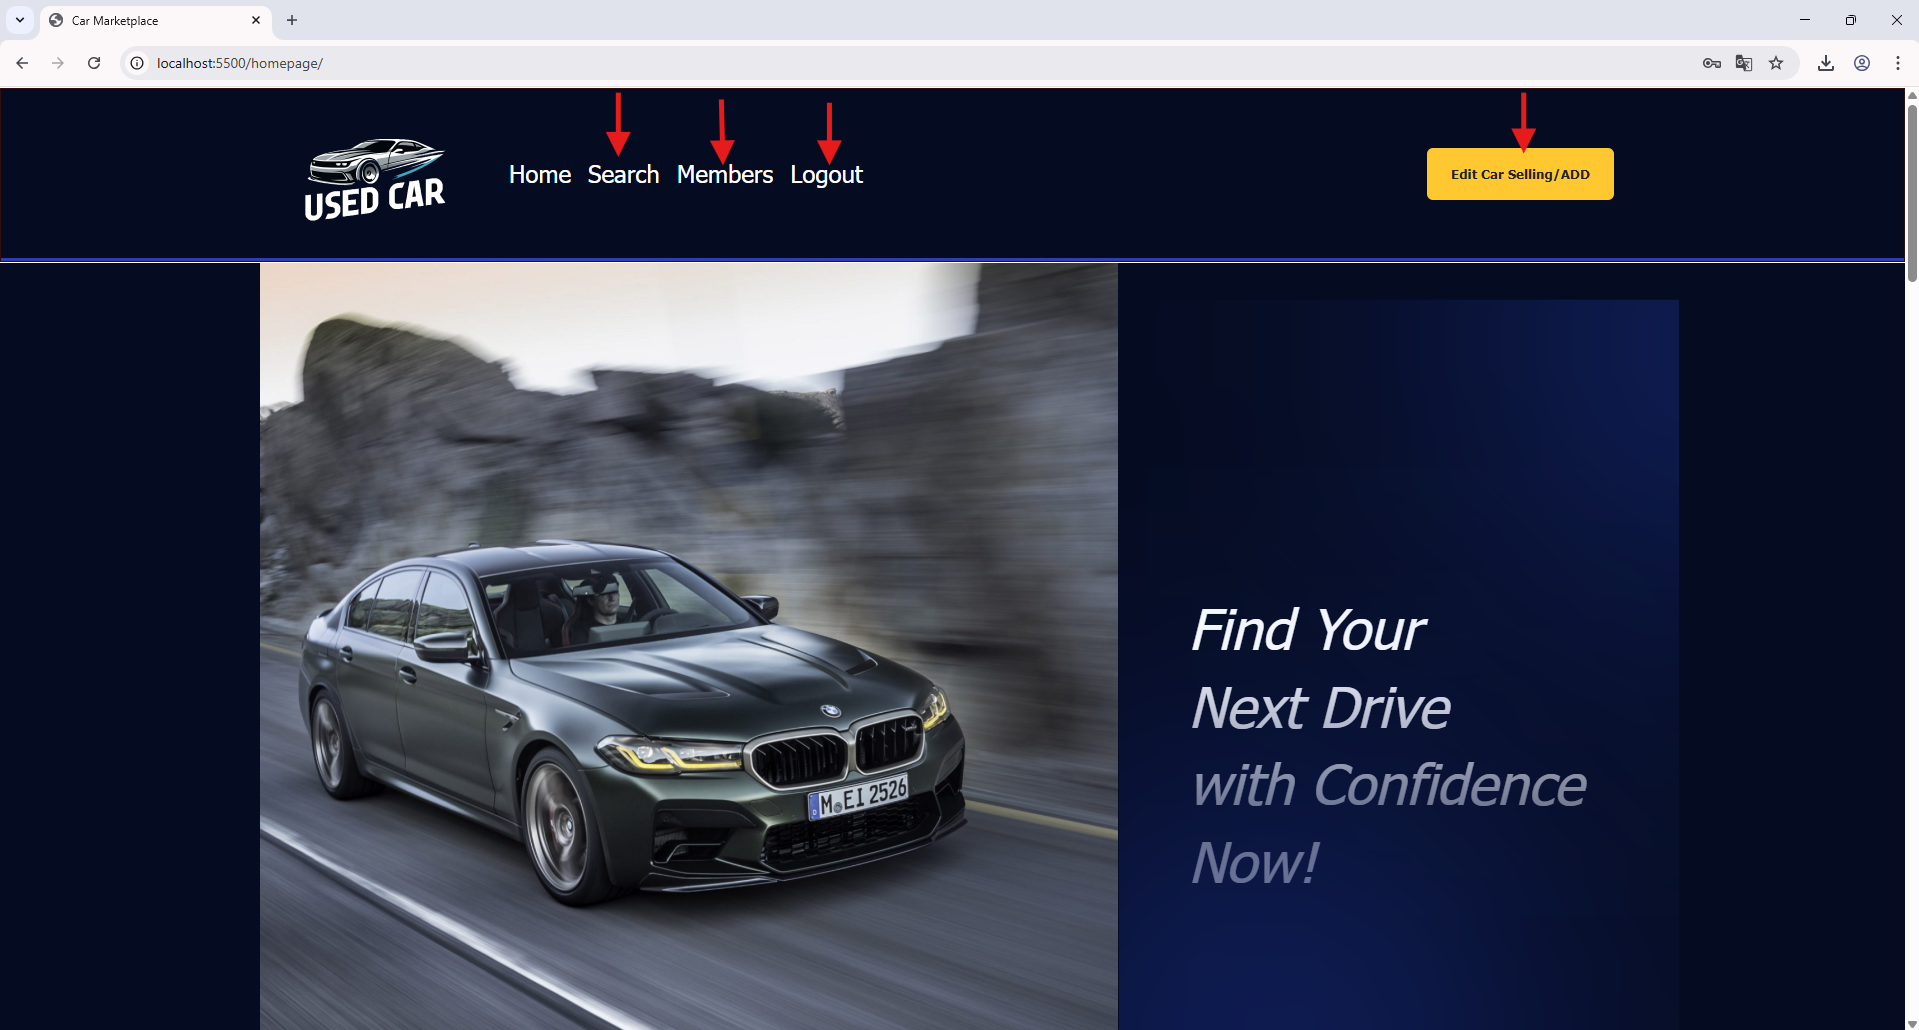 Car Marketplace
localhost:5500/homepage/
USED CAR
Home Search Members Logout
Edit Car Selling/ADD
Find Your
Next Drive
with Confidence
Now!
M EI 2526